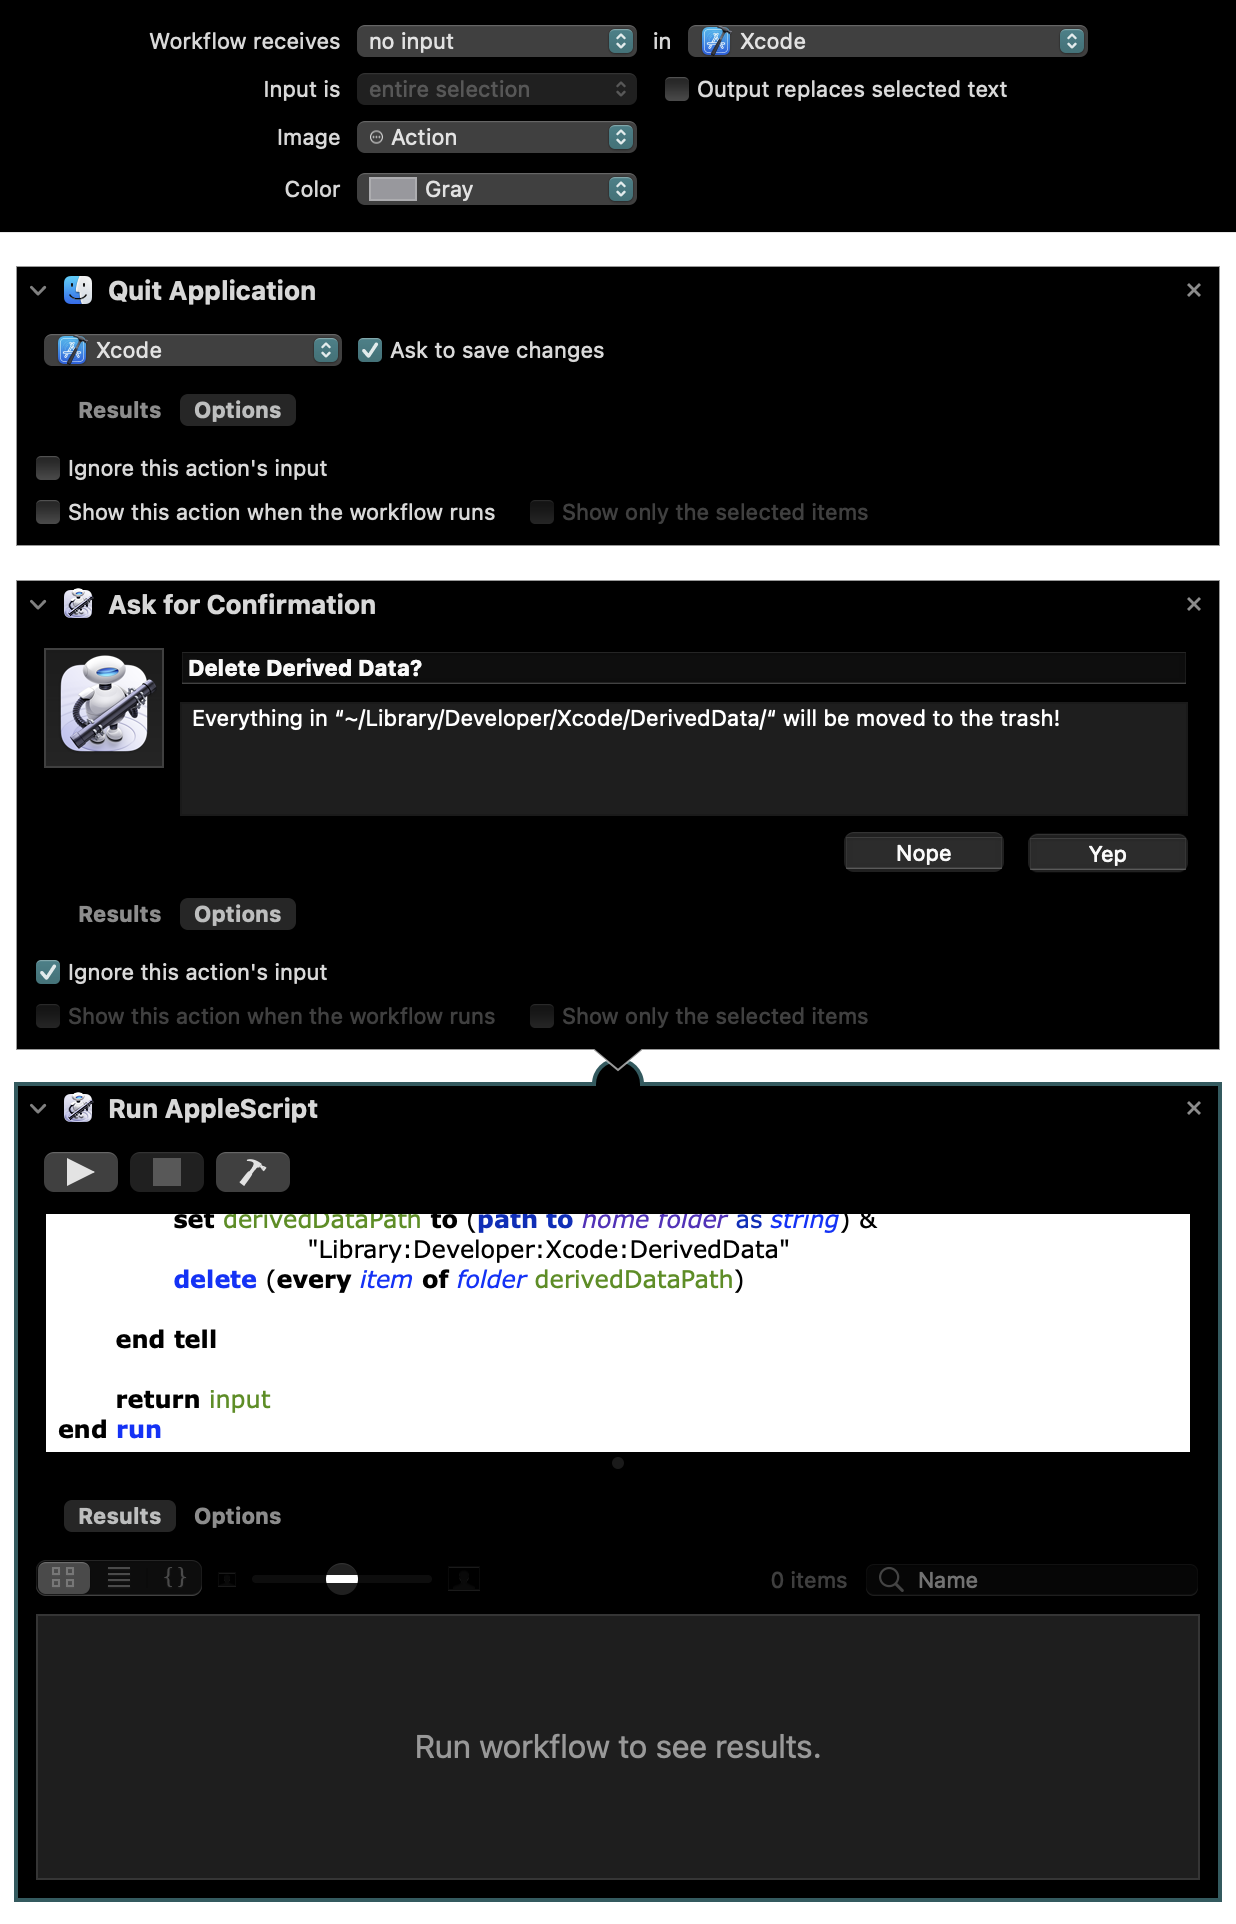 Workflow receives no input in Xcode
Input is entire selection Output replaces selected text
Image Action
Color Gray
Quit Application
Xcode Ask to save changes
Results Options
Ignore this action's input
Show this action when the workflow runs Show only the selected items
Ask for Confirmation
Delete Derived Data?
Everything in “~/Library/Developer/Xcode/DerivedData/“ will be moved to the trash!
Nope Yep
Results Options
Ignore this action's input
Show this action when the workflow runs Show only the selected items
Run AppleScript
set derivedDataPath to (path to home folder as string) &
"Library:Developer:Xcode:DerivedData"
delete (every item of folder derivedDataPath)
end tell
return input
end run
Results Options
0 items Name
Run workflow to see results.